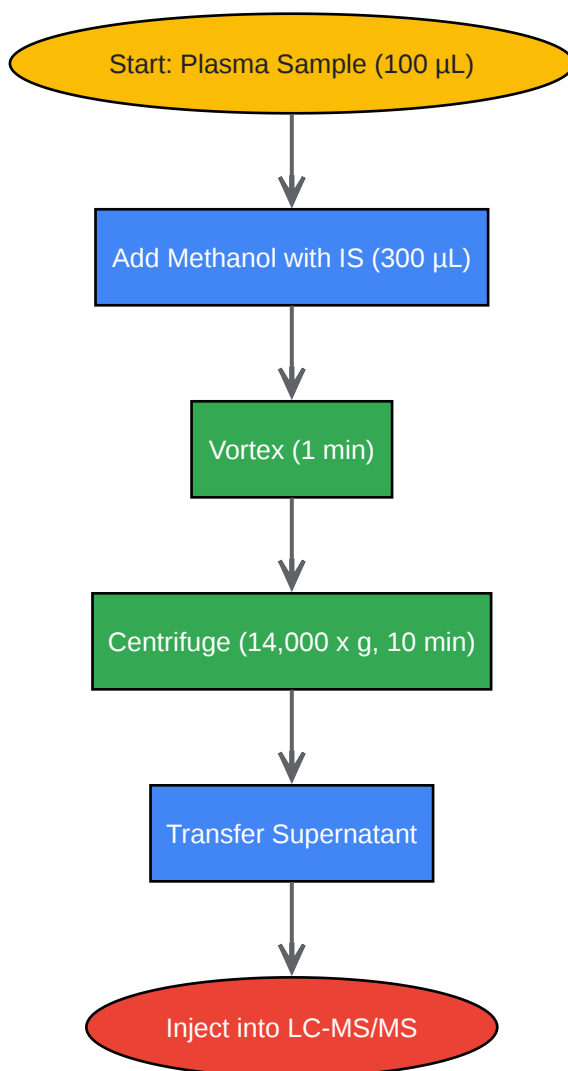 Start: Plasma Sample (100 µL)
Add Methanol with IS (300 µL)
Vortex (1 min)
Centrifuge (14,000 x g, 10 min)
Transfer Supernatant
Inject into LC-MS/MS